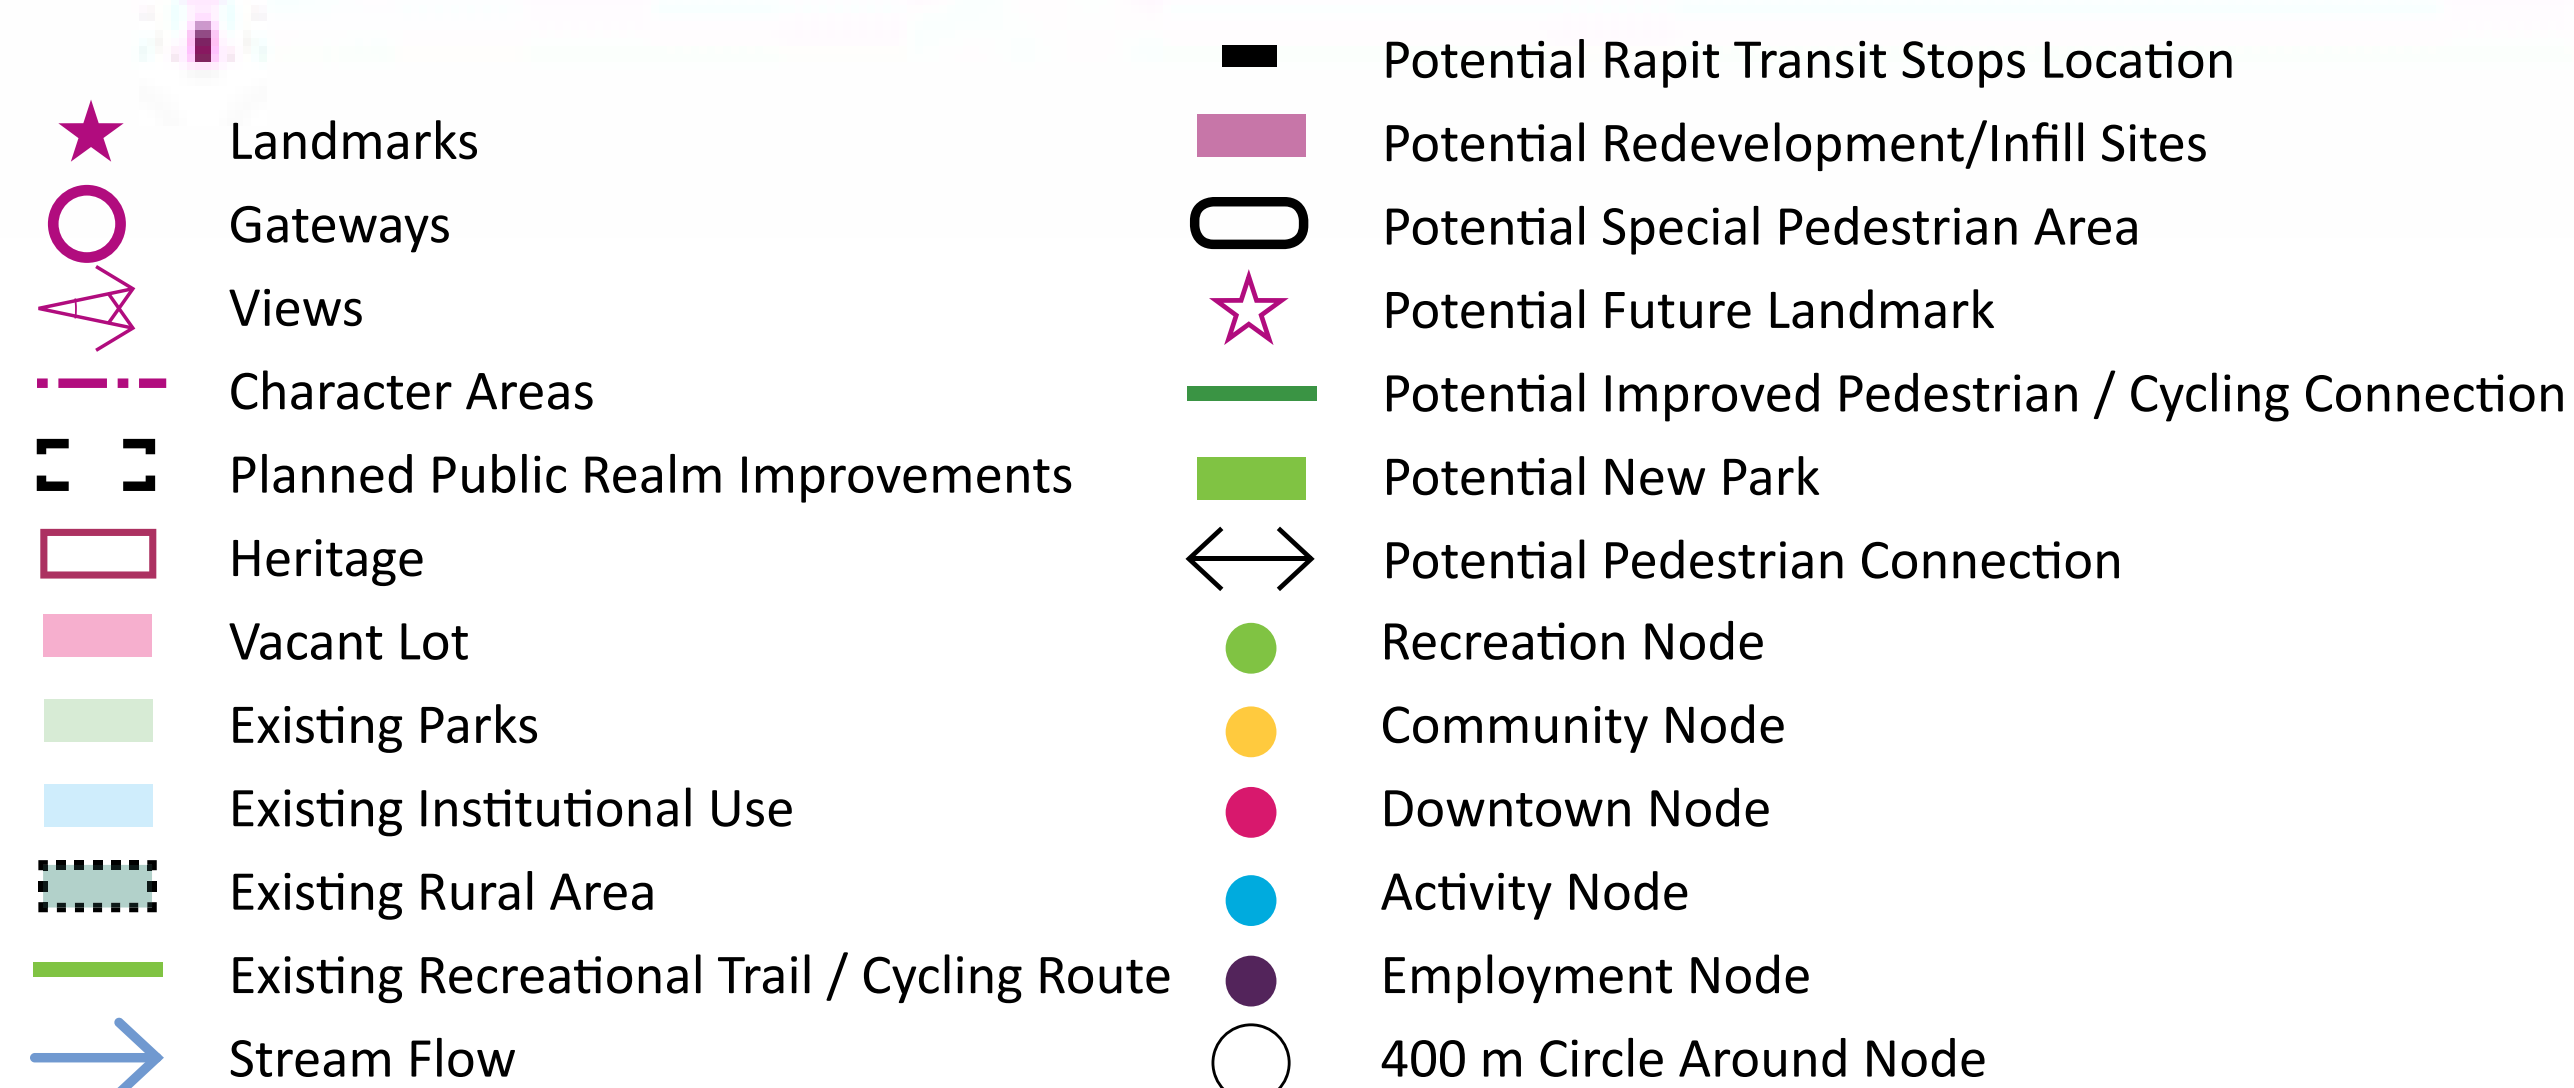 Landmarks
Gateways
Views
Character Areas
Planned Public Realm Improvements
Heritage
Vacant Lot
Existing Parks
Existing Institutional Use
Existing Rural Area
Existing Recreational Trail / Cycling Route
Stream Flow
Potential Rapit Transit Stops Location
Potential Redevelopment/Infill Sites
Potential Special Pedestrian Area
Potential Future Landmark
Potential Improved Pedestrian / Cycling Connection
Potential New Park
Potential Pedestrian Connection
Recreation Node
Community Node
Downtown Node
Activity Node
Employment Node
400 m Circle Around Node